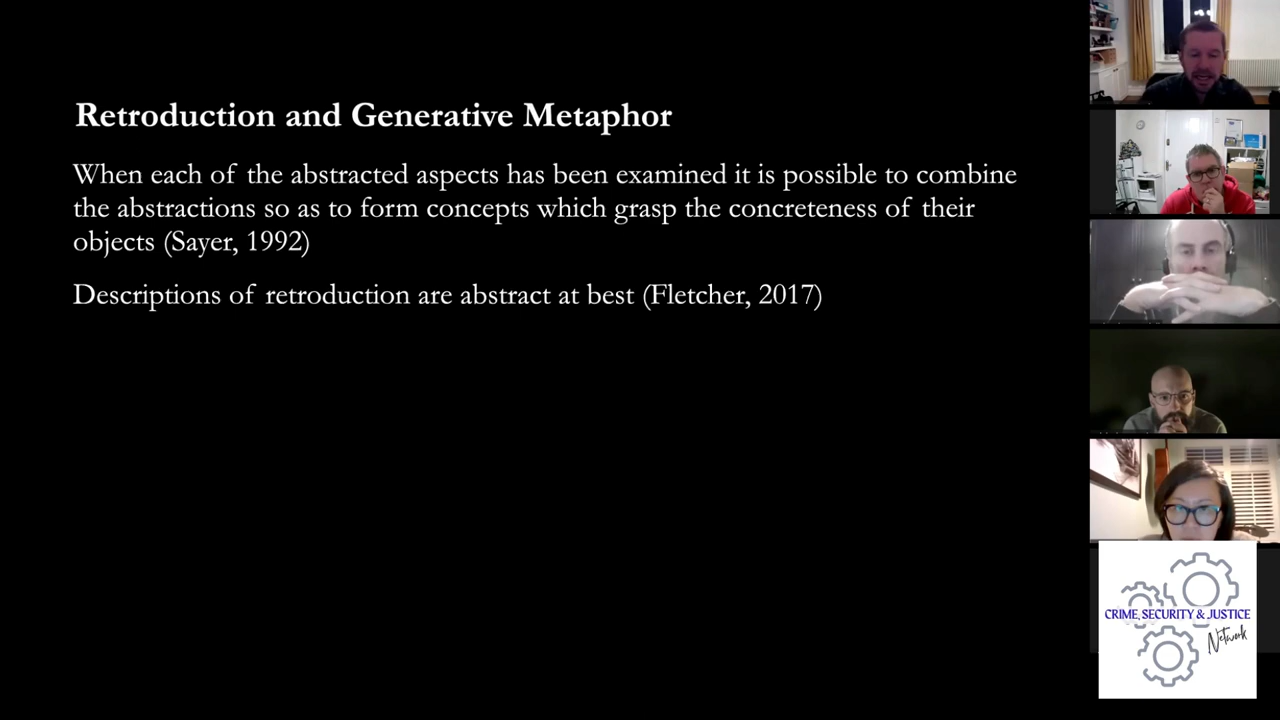 Retroduction and Generative Metaphor
When each of the abstracted aspects has been examined it is possible to combine
the abstractions so as to form concepts which grasp the concreteness of their
objects (Sayer, 1992)
Descriptions of retroduction are abstract at best (Fletcher, 2017)
CRIME, SECURITY & JUSTICE
Network